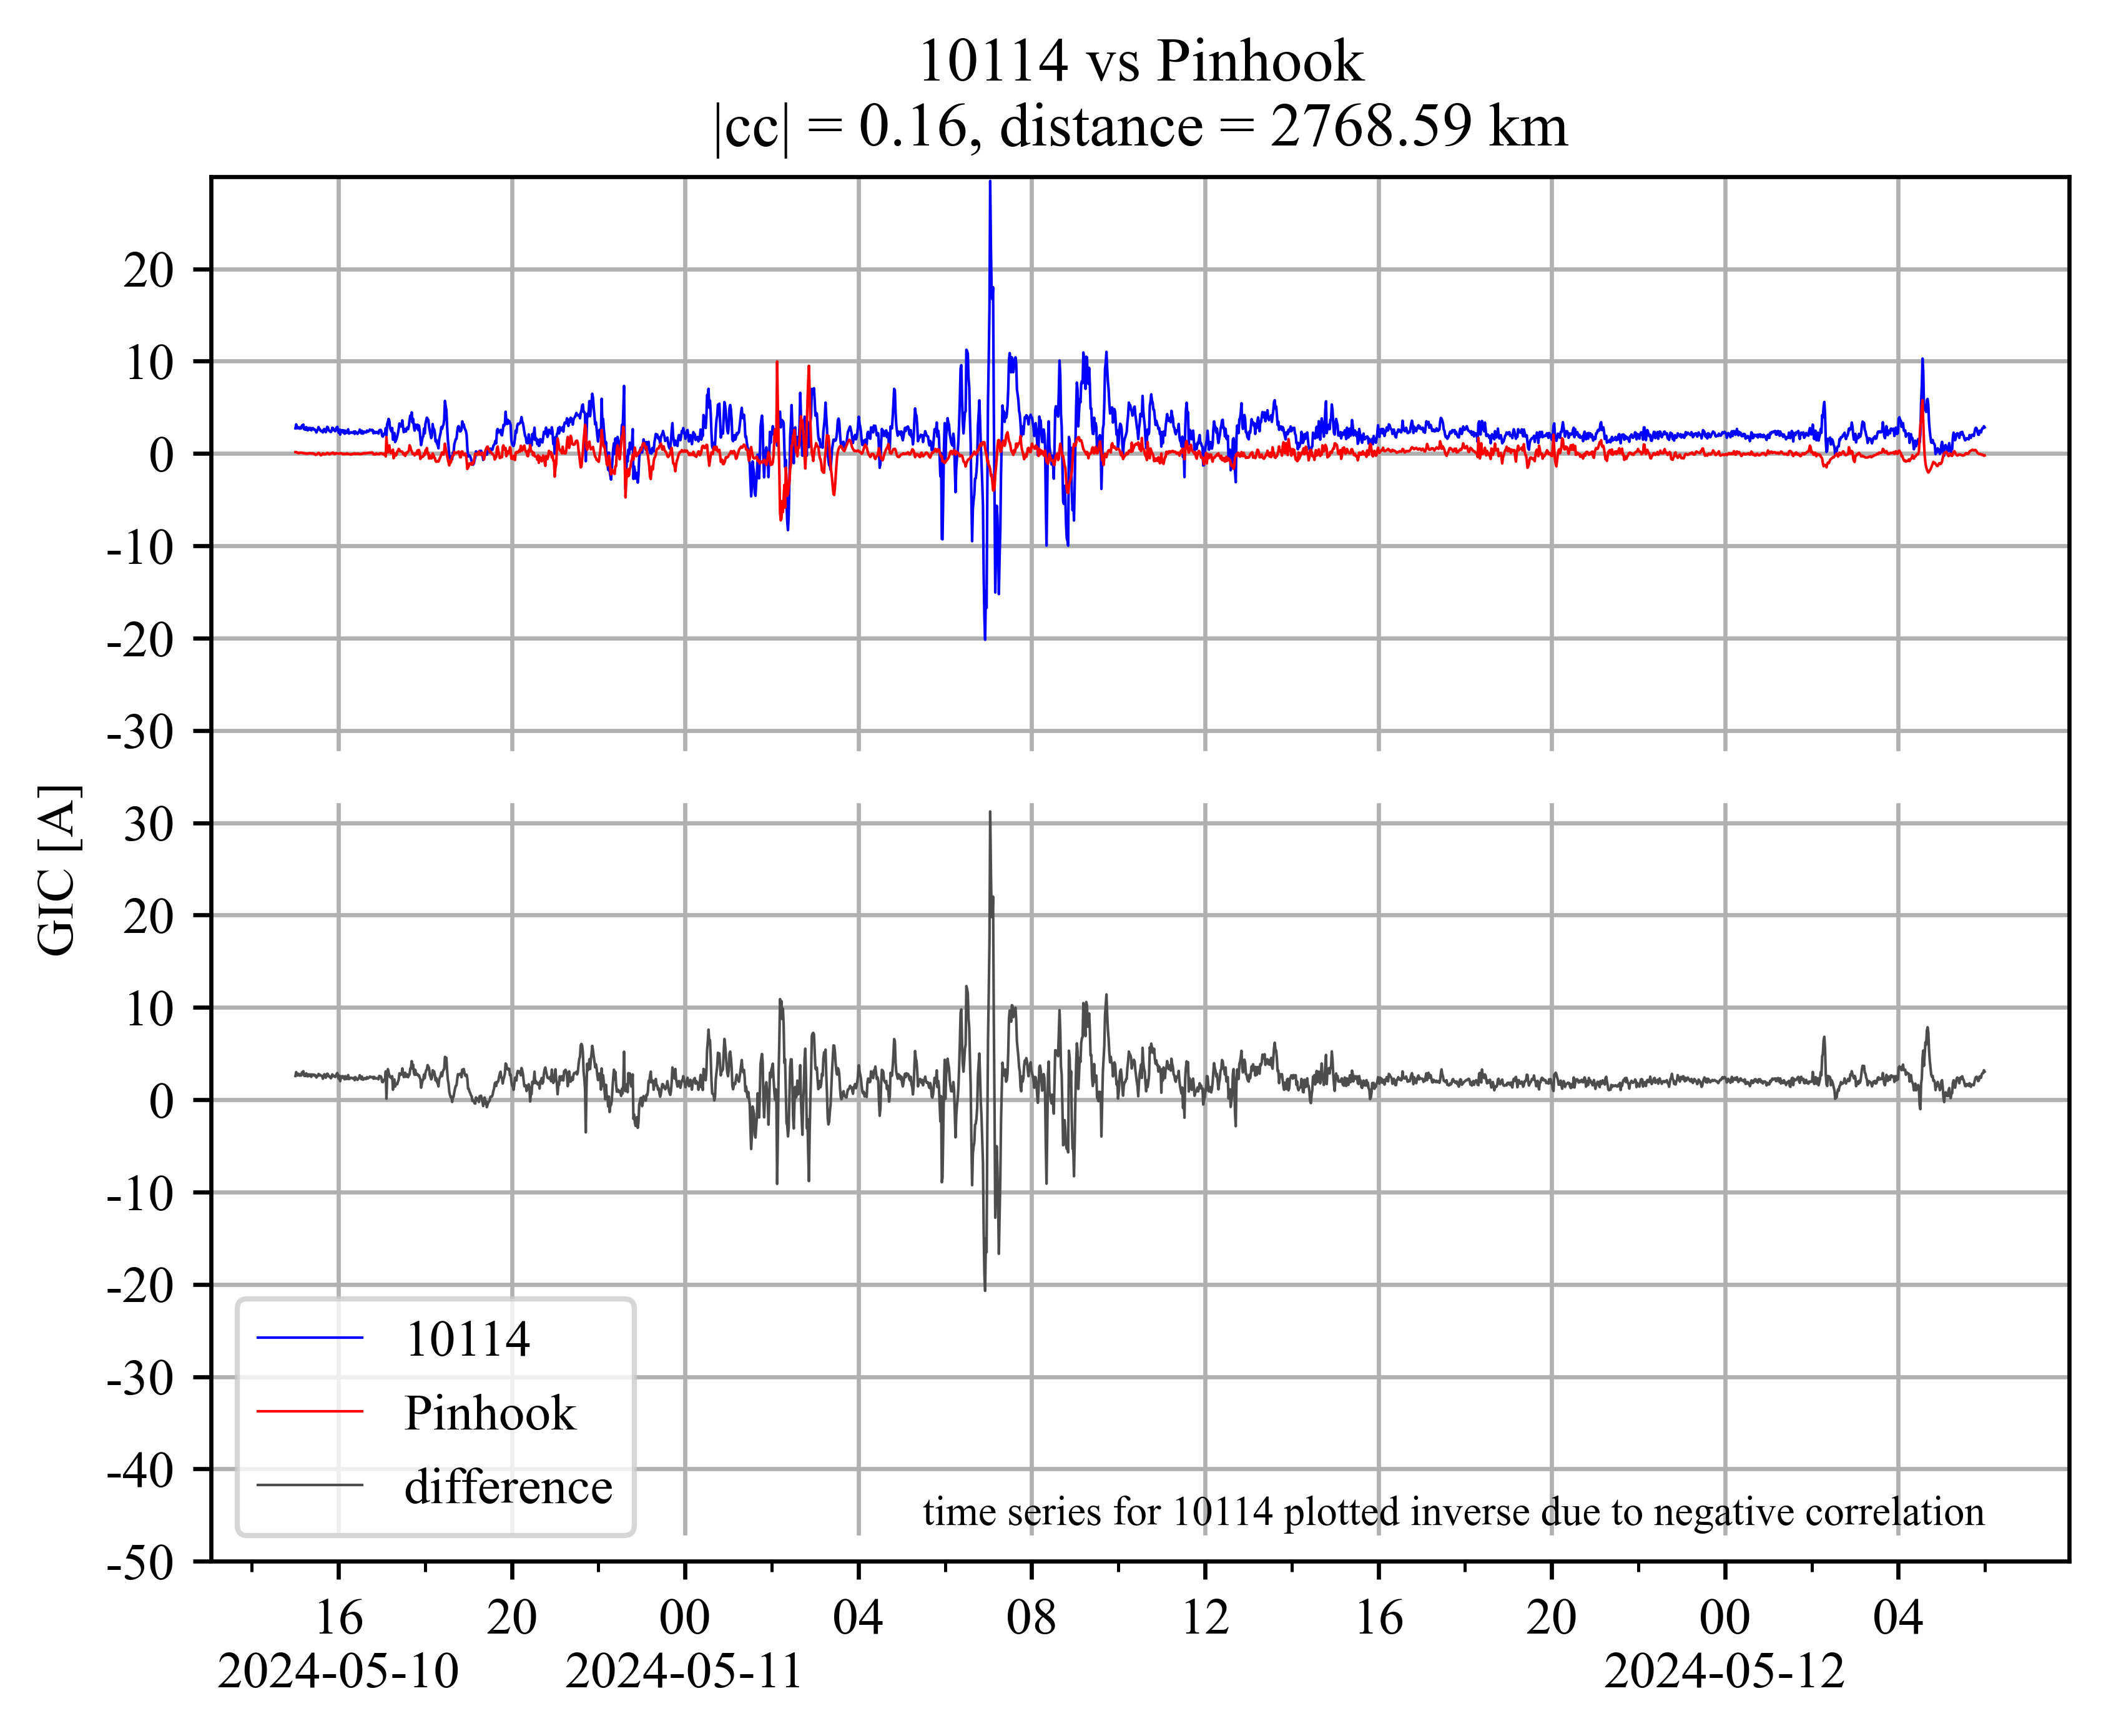 10114 vs Pinhook
|cc| = 0.16, distance = 2768.59 km
GIC [A]
20
10
0
-10
-20
-30
30
20
10
0
-10
-20
-30
-40
-50
10114
Pinhook
difference
time series for 10114 plotted inverse due to negative correlation
16 20 00 04 08 12 16 20 00 04
2024-05-10 2024-05-11 2024-05-12